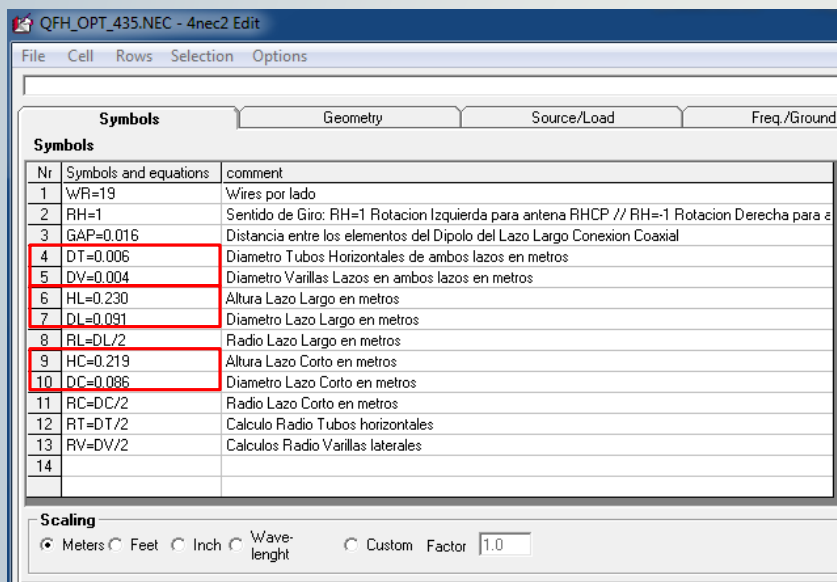 QFH_OPT_435.NEC - 4nec2 Edit
File Cell Rows Selection Options
Symbols Geometry Source/Load Freq./Ground
Symbols
Nr Symbols and equations comment
1 WR=19 Wires por lado
2 RH=1 Sentido de Giro: RH=1 Rotacion Izquierda para antena RHCP // RH=-1 Rotacion Derecha para a
3 GAP=0.016 Distancia entre los elementos del Dipolo del Lazo Largo Conexion Coaxial
4 DT=0.006 Diametro Tubos Horizontales de ambos lazos en metros
5 DV=0.004 Diametro Varillas Lazos en ambos lazos en metros
6 HL=0.230 Altura Lazo Largo en metros
7 DL=0.091 Diametro Lazo Largo en metros
8 RL=DL/2 Radio Lazo Largo en metros
9 HC=0.219 Altura Lazo Corto en metros
10 DC=0.086 Diametro Lazo Corto en metros
11 RC=DC/2 Radio Lazo Corto en metros
12 RT=DT/2 Calculo Radio Tubos horizontales
13 RV=DV/2 Calculos Radio Varillas laterales
14
Scaling
Meters Feet Inch Wave-lenght Custom Factor 1.0